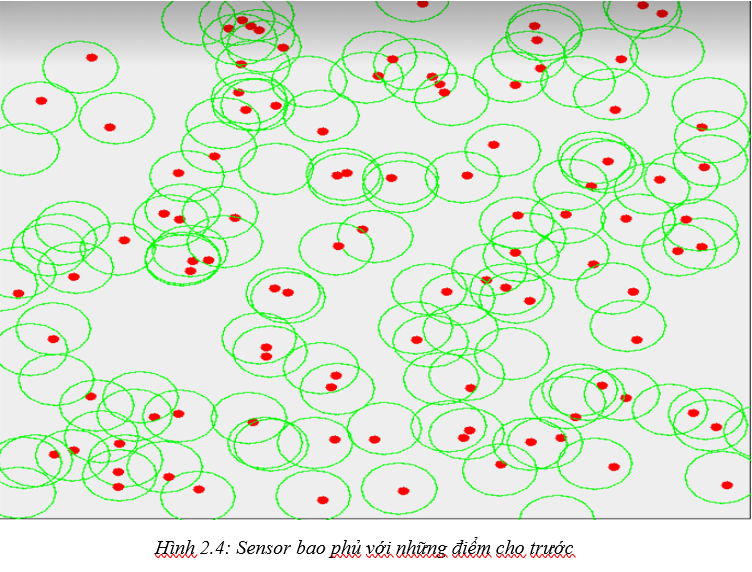 Hình 2.4: Sensor bao phủ với những điểm cho trước